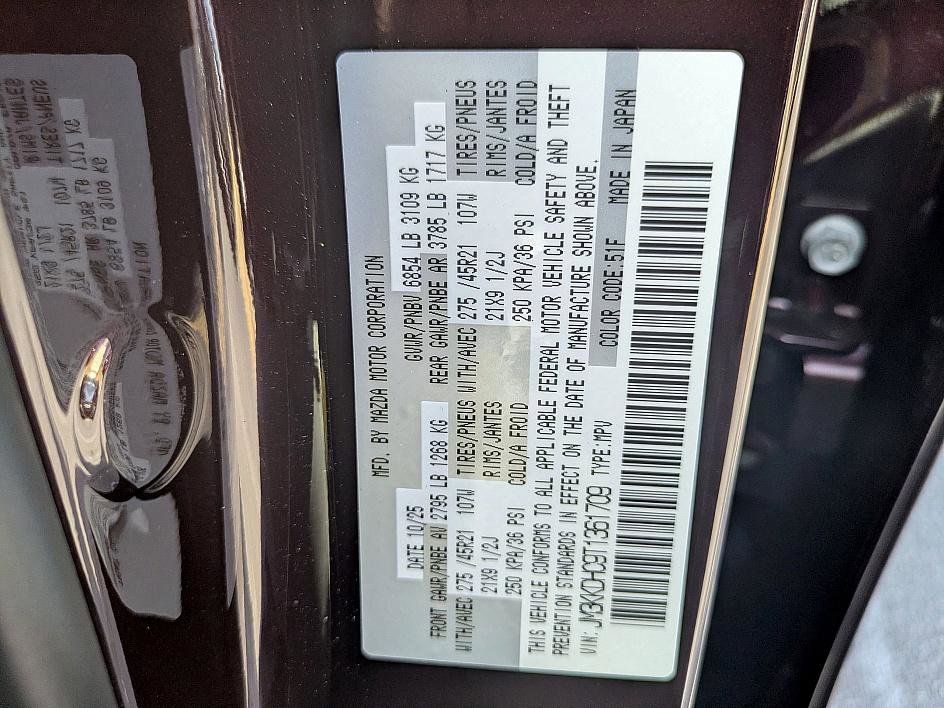 MFD. BY MAZDA MOTOR CORPORATION
DATE 10/25 GVWR/PNBV 6854 LB 3109 KG
FRONT GAWR/PNBE AV 2795 LB 1268 KG REAR GAWR/PNBE AR 3785 LB 1717 KG
WITH/AVEC 275 /45R21 107W TIRES/PNEUS WITH/AVEC 275 /45R21 107W TIRES/PNEUS
21X9 1/2J RIMS/JANTES 21X9 1/2J RIMS/JANTES
250 KPA/36 PSI COLD/A FROID 250 KPA/36 PSI COLD/A FROID
THIS VEHICLE CONFORMS TO ALL APPLICABLE FEDERAL MOTOR VEHICLE SAFETY AND THEFT
PREVENTION STANDARDS IN EFFECT ON THE DATE OF MANUFACTURE SHOWN ABOVE.
VIN: JM3KKCHC9T1361709 TYPE:MPV COLOR CODE:51F MADE IN JAPAN